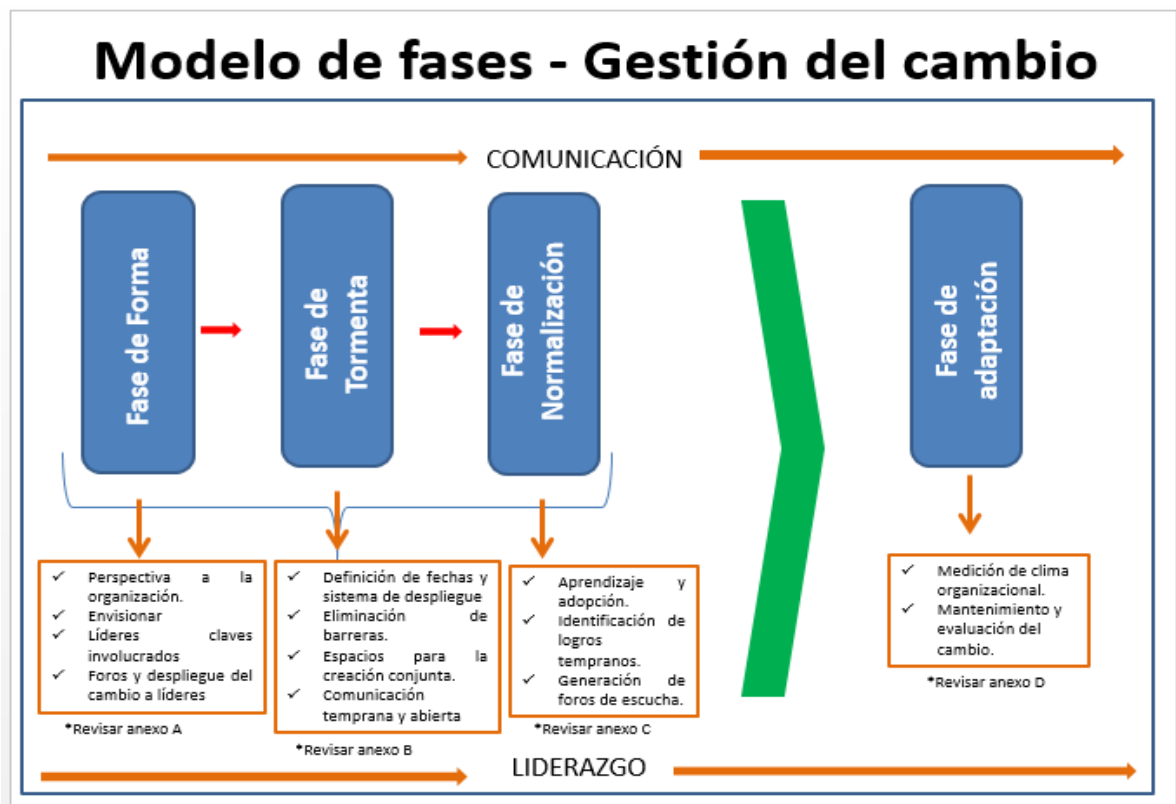 Modelo de fases - Gestión del cambio
COMUNICACIÓN
Fase de Forma
Fase de
Tormenta
Fase de
Normalización
Fase de
adaptación
✓ Perspectiva a la
organización.
✓ Envisionar
✓ Líderes claves
involucrados
✓ Foros y despliegue del
cambio a líderes
*Revisar anexo A
✓ Definición de fechas y
sistema de despliegue
✓ Eliminación de
barreras.
✓ Espacios para la
creación conjunta.
✓ Comunicación
temprana y abierta
*Revisar anexo B
✓ Aprendizaje y
adopción.
✓ Identificación de
logros
tempranos.
✓ Generación de
foros de escucha.
*Revisar anexo C
✓ Medición de clima
organizacional.
✓ Mantenimiento y
evaluación del
cambio.
*Revisar anexo D
LIDERAZGO